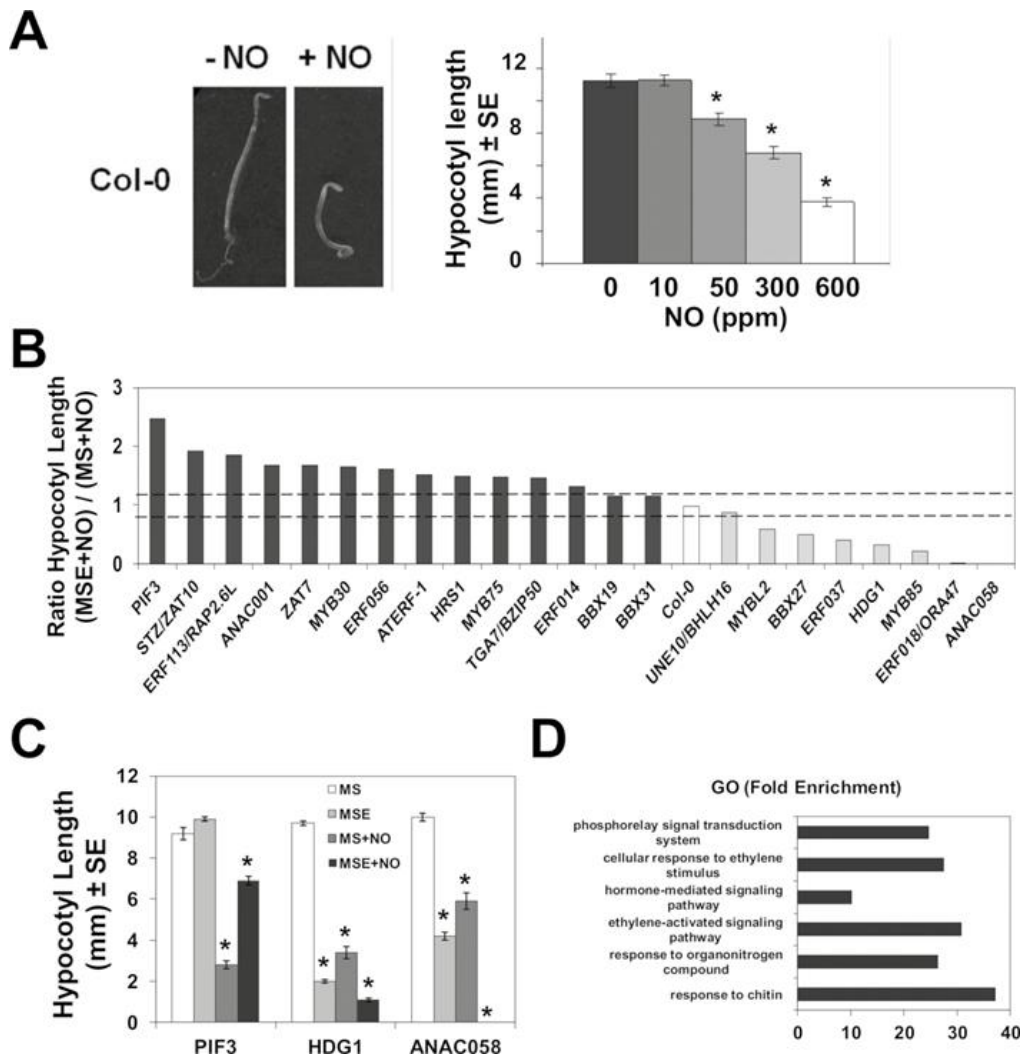 A
- NO + NO
Col-0
Hypocotyl length
(mm) ± SE
12
8
4
0
* * *
0 10 50 300 600
NO (ppm)
B
Ratio Hypocotyl Length
(MSE+NO) / (MS+NO)
3
2
1
0
PIF3
STZ/ZAT10
ERF113/RAP2.6L
ANAC001
ZAT7
MYB30
ERF056
ATERF-1
HRS1
MYB75
TGA7/BZIP50
ERF014
BBX19
BBX31
Col-0
UNE10/BHLH16
MYBL2
BBX27
ERF037
HDG1
MYB85
ERF018/ORA47
ANAC058
C
Hypocotyl Length
(mm) ± SE
12
10
8
6
4
2
0
MS
MSE
MS+NO
MSE+NO
* * * * * * * *
PIF3 HDG1 ANAC058
D
GO (Fold Enrichment)
phosphorelay signal transduction
system
cellular response to ethylene
stimulus
hormone-mediated signaling
pathway
ethylene-activated signaling
pathway
response to organonitrogen
compound
response to chitin
0 10 20 30 40